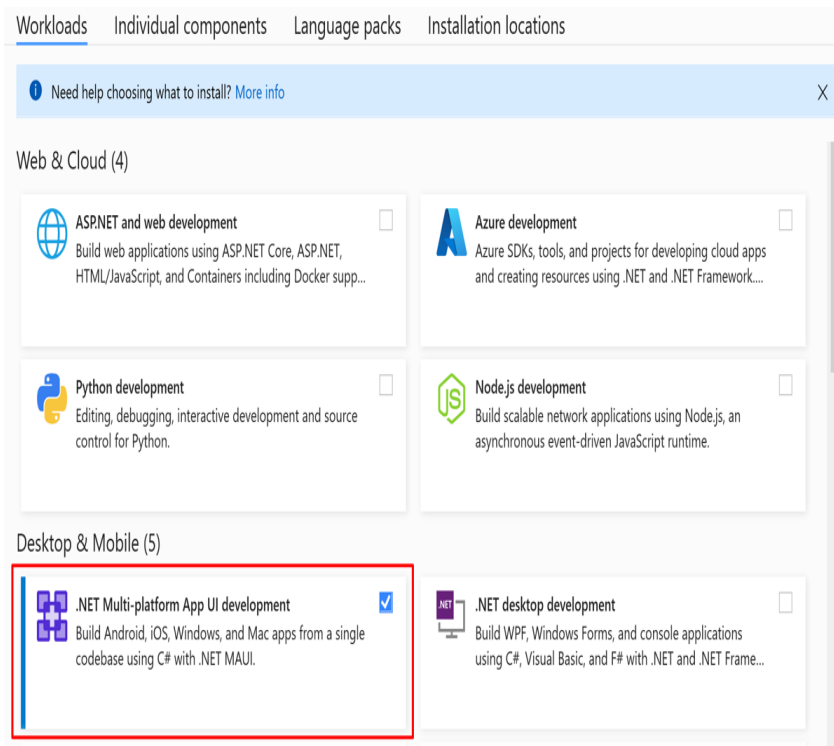 Workloads Individual components Language packs Installation locations
Need help choosing what to install? More info
Web & Cloud (4)
ASP.NET and web development
Build web applications using ASP.NET Core, ASP.NET,
HTML/JavaScript, and Containers including Docker supp...
Azure development
Azure SDKs, tools, and projects for developing cloud apps
and creating resources using .NET and .NET Framework....
Python development
Editing, debugging, interactive development and source
control for Python.
JS
Node.js development
Build scalable network applications using Node.js, an
asynchronous event-driven JavaScript runtime.
Desktop & Mobile (5)
.NET Multi-platform App UI development
Build Android, iOS, Windows, and Mac apps from a single
codebase using C# with .NET MAUI.
.NET
.NET desktop development
Build WPF, Windows Forms, and console applications
using C#, Visual Basic, and F# with .NET and .NET Frame...